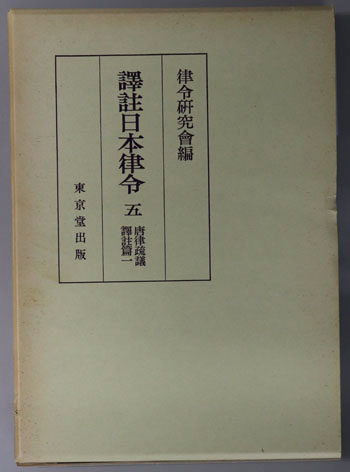 律令研究會編
譯註日本律令 五
唐律疏議
譯註篇一
東京堂出版